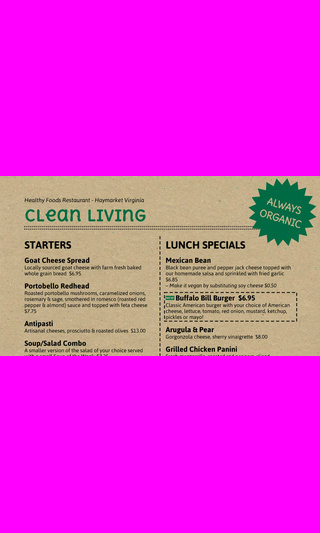 Healthy Foods Restaurant - Haymarket Virginia
Clean Living
ALWAYS
ORGANIC
STARTERS
Goat Cheese Spread
Locally sourced goat cheese with farm fresh baked
whole grain bread $6.95
Portobello Redhead
Roasted portobello mushrooms, caramelized onions,
rosemary & sage, smothered in romesco (roasted red
pepper & almond) sauce and topped with feta cheese
$7.75
Antipasti
Artisanal cheeses, prosciutto & roasted olives $13.00
Soup/Salad Combo
A smaller version of the salad of your choice served
LUNCH SPECIALS
Mexican Bean
Black bean puree and pepper jack cheese topped with
our homemade salsa and sprinkled with fried garlic
$6.85
- Make it vegan by substituting soy cheese $0.50
Buffalo Bill Burger $6.95
Classic American burger with choice of American
cheese, lettuce, tomato, red onion, mustard, ketchup,
pickles or mayo!
Arugula & Pear
Gorgonzola cheese, sherry vinaigrette $8.00
Grilled Chicken Panini